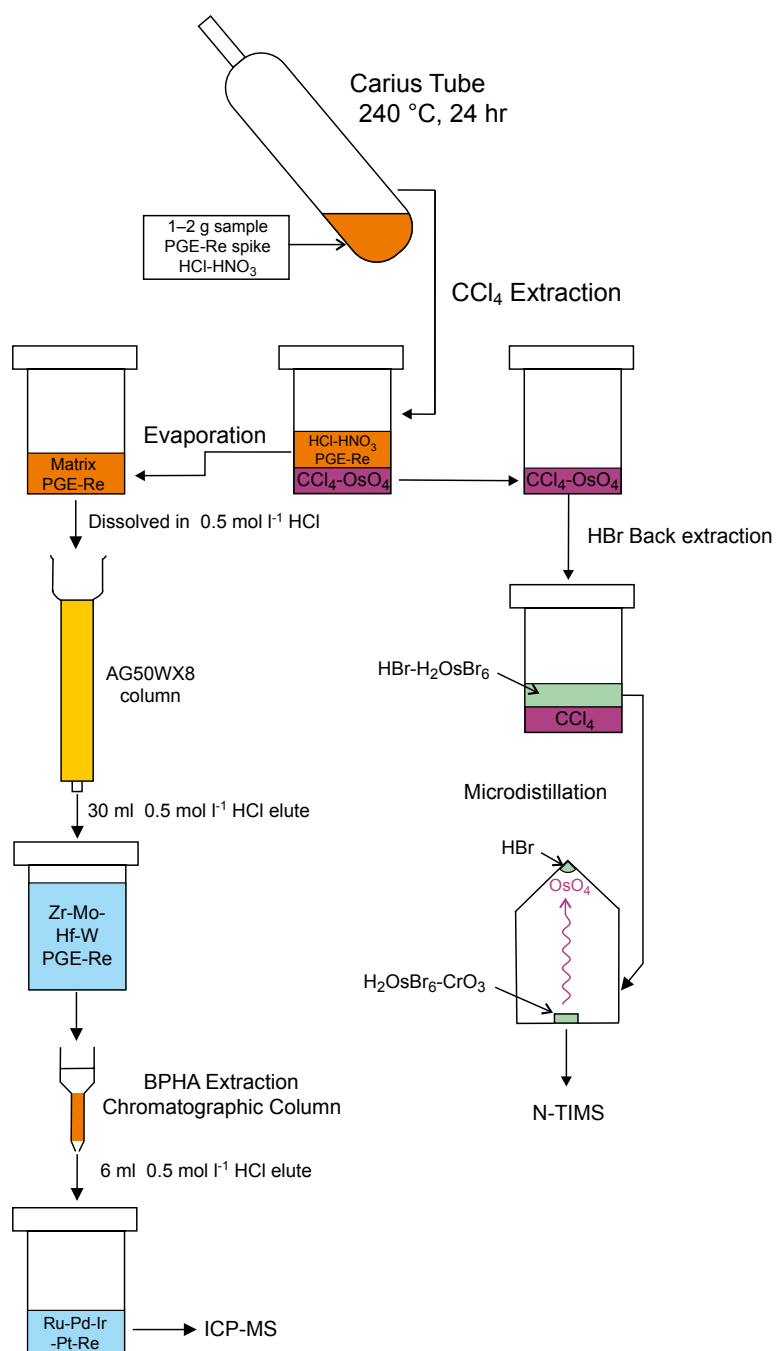 Carius Tube
240 °C, 24 hr
1–2 g sample
PGE-Re spike
HCl-HNO₃
CCl₄ Extraction
Evaporation
HCl-HNO₃
PGE-Re
CCl₄-OsO₄
Matrix
PGE-Re
CCl₄-OsO₄
Dissolved in 0.5 mol l⁻¹ HCl
HBr Back extraction
AG50WX8
column
HBr-H₂OsBr₆
CCl₄
30 ml 0.5 mol l⁻¹ HCl elute
Microdistillation
HBr
OsO₄
Zr-Mo-
Hf-W
PGE-Re
H₂OsBr₆-CrO₃
BPHA Extraction
Chromatographic Column
N-TIMS
6 ml 0.5 mol l⁻¹ HCl elute
Ru-Pd-Ir
-Pt-Re
ICP-MS